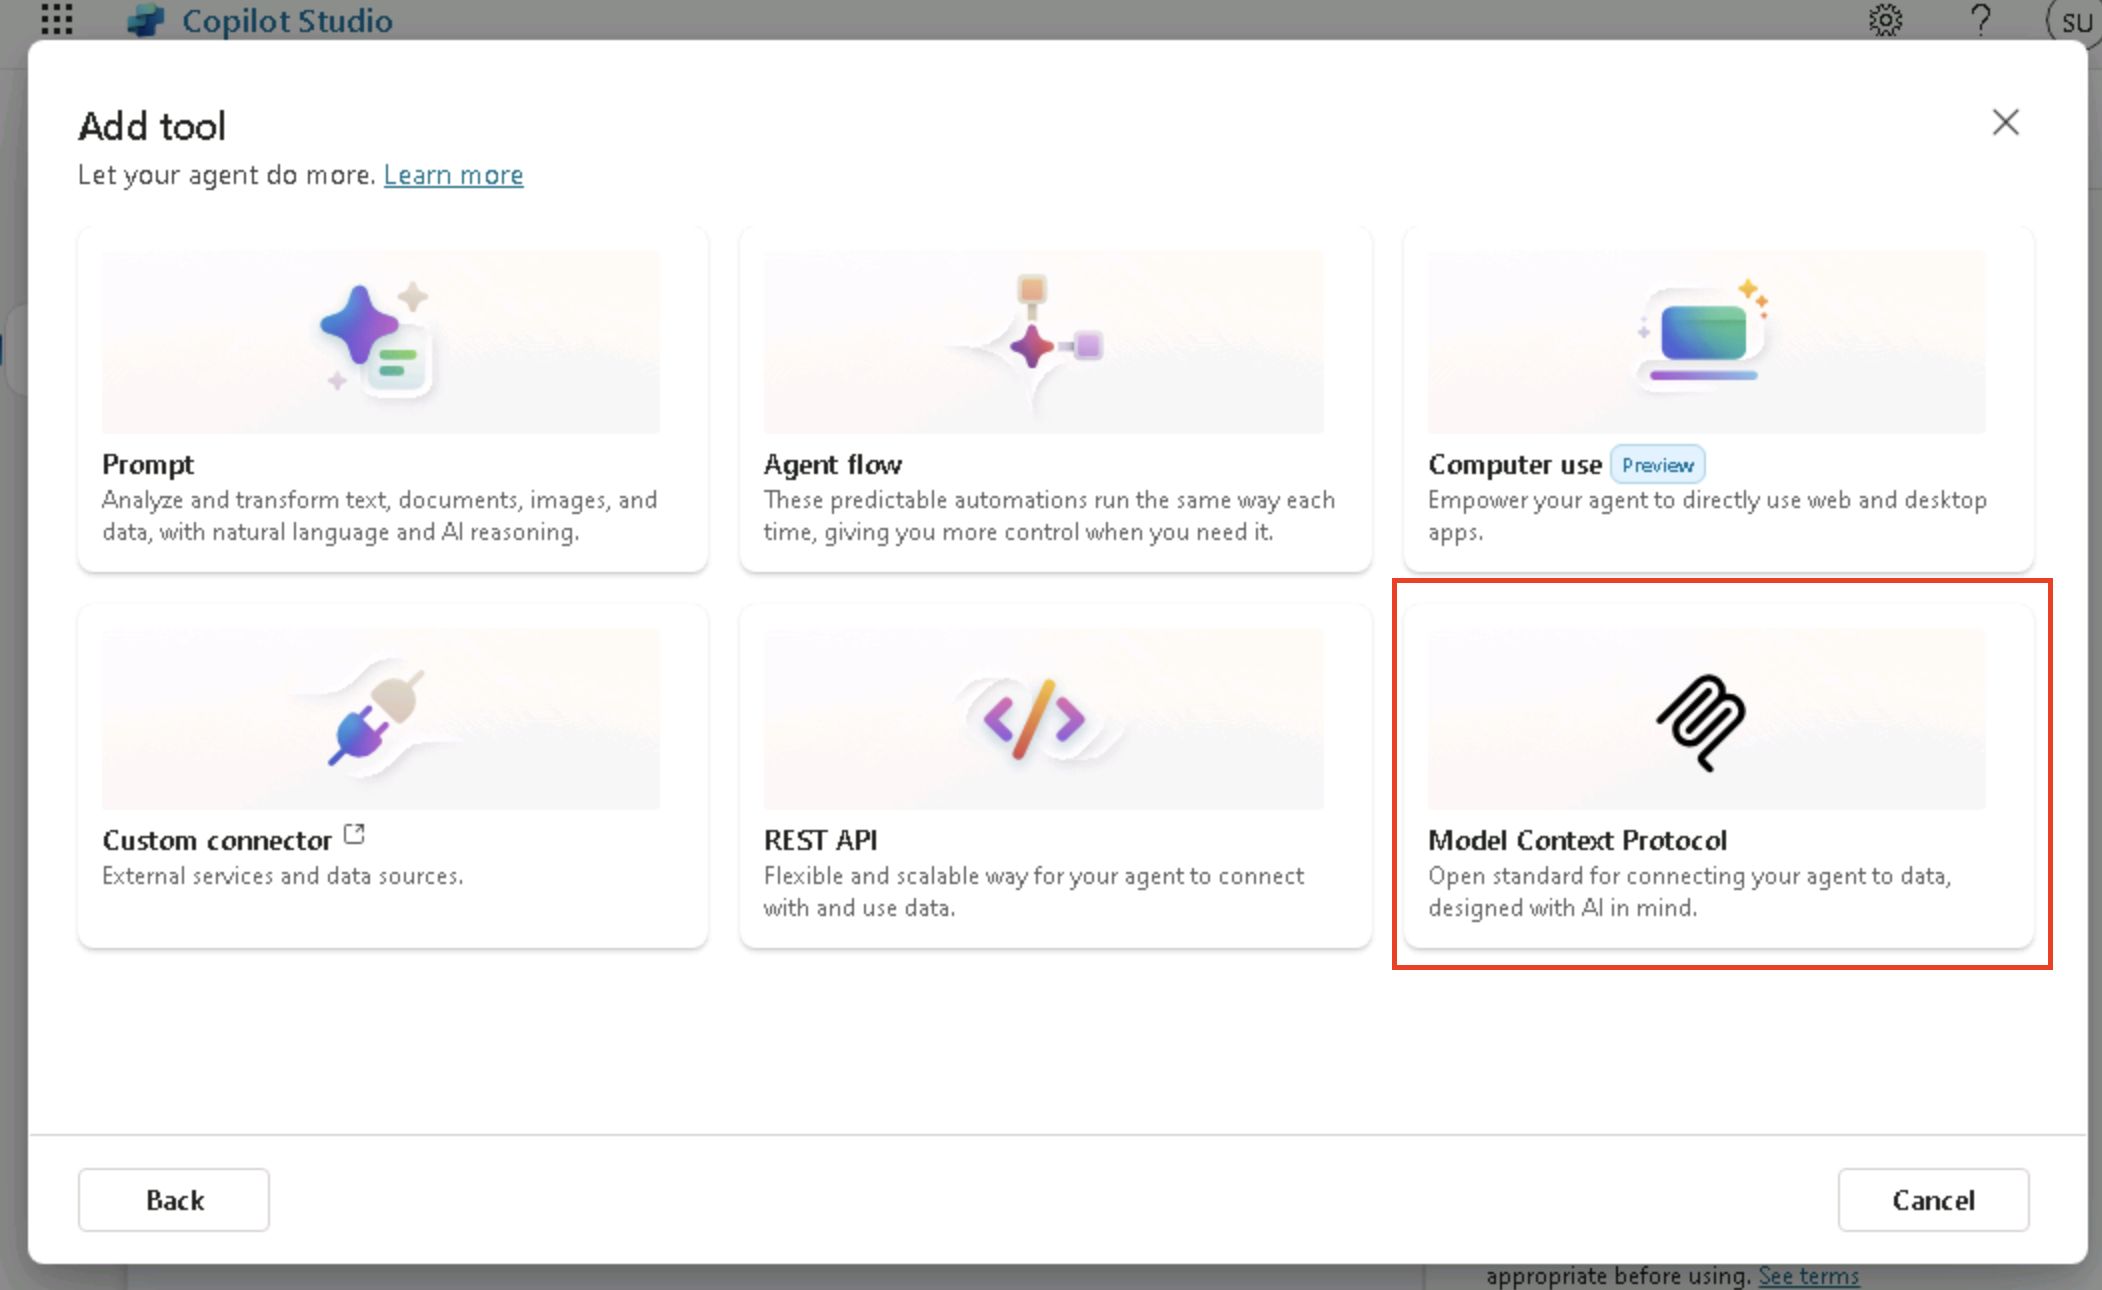 Copilot Studio
SU
Add tool
Let your agent do more. Learn more
Prompt
Analyze and transform text, documents, images, and
data, with natural language and AI reasoning.
Agent flow
These predictable automations run the same way each
time, giving you more control when you need it.
Computer use Preview
Empower your agent to directly use web and desktop
apps.
Custom connector
External services and data sources.
REST API
Flexible and scalable way for your agent to connect
with and use data.
Model Context Protocol
Open standard for connecting your agent to data,
designed with AI in mind.
Back
Cancel
appropriate before using. See terms